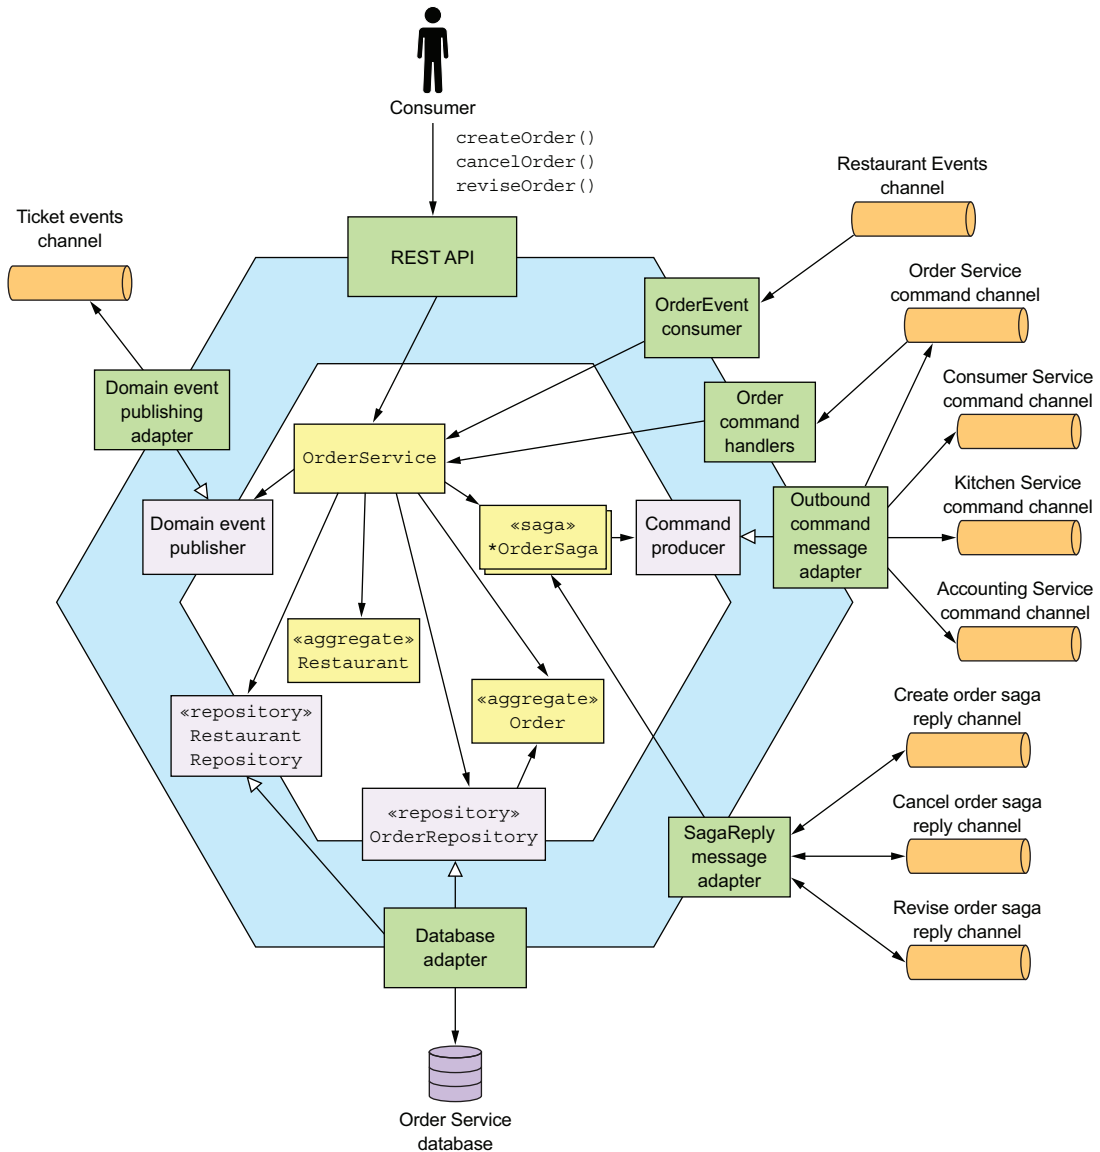 Consumer
createOrder()
cancelOrder()
reviseOrder()
Restaurant Events
channel
Ticket events
channel
REST API
Order Service
command channel
OrderEvent
consumer
Domain event
publishing
adapter
Order
command
handlers
Consumer Service
command channel
OrderService
Kitchen Service
command channel
Domain event
publisher
«saga»
*OrderSaga
Command
producer
Outbound
command
message
adapter
Accounting Service
command channel
«aggregate»
Restaurant
«repository»
Restaurant
Repository
«aggregate»
Order
Create order saga
reply channel
«repository»
OrderRepository
SagaReply
message
adapter
Cancel order saga
reply channel
Revise order saga
reply channel
Database
adapter
Order Service
database